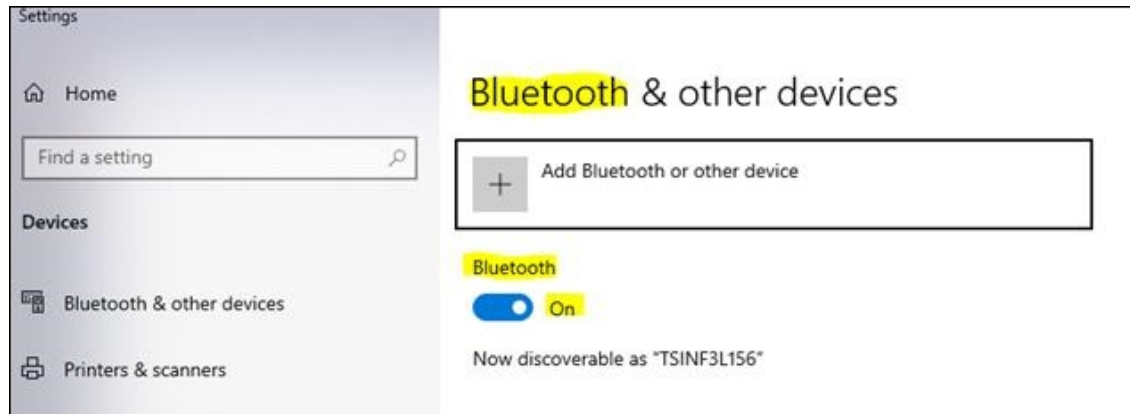 Settings
Home
Find a setting
Devices
Bluetooth & other devices
Printers & scanners
Bluetooth & other devices
Add Bluetooth or other device
Bluetooth
On
Now discoverable as "TSINF3L156"